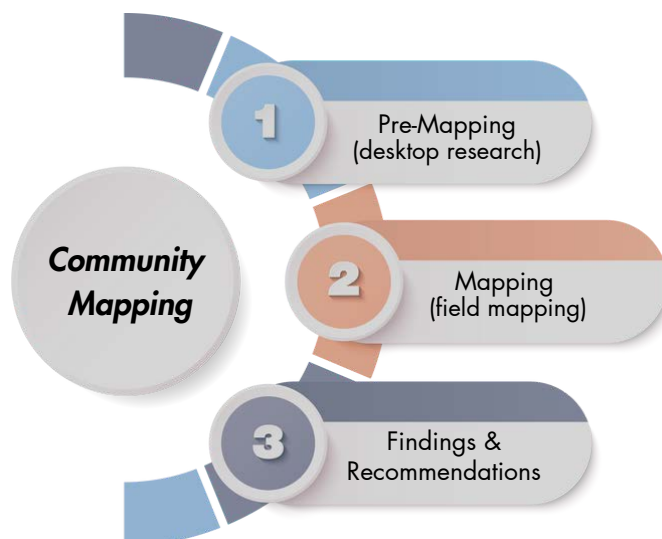 Community
Mapping
1
Pre-Mapping
(desktop research)
2
Mapping
(field mapping)
3
Findings &
Recommendations